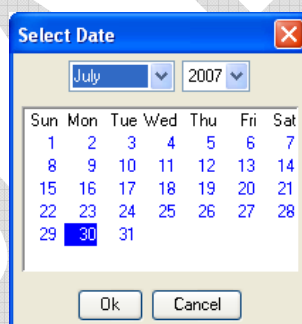 Select Date
July 2007
Sun Mon Tue Wed Thu Fri Sat
1 2 3 4 5 6 7
8 9 10 11 12 13 14
15 16 17 18 19 20 21
22 23 24 25 26 27 28
29 30 31
Ok Cancel